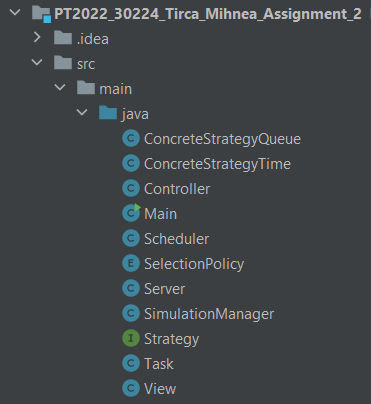 PT2022_30224_Tirca_Mihnea_Assignment_2
.idea
src
main
java
C ConcreteStrategyQueue
C ConcreteStrategyTime
C Controller
C Main
C Scheduler
E SelectionPolicy
C Server
C SimulationManager
I Strategy
C Task
C View